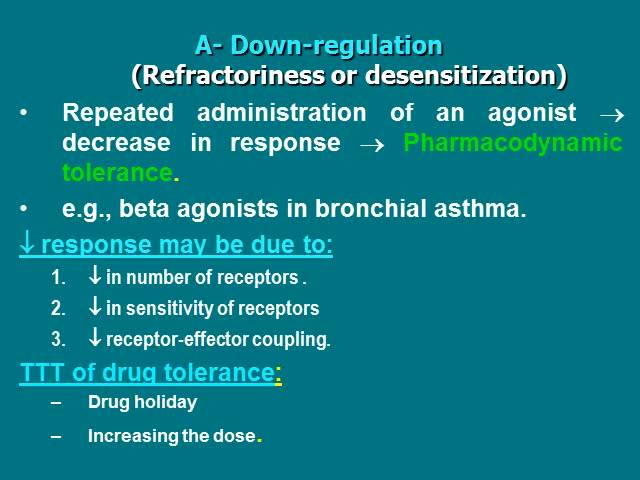 A- Down-regulation
(Refractoriness or desensitization)
• Repeated administration of an agonist →
decrease in response → Pharmacodynamic
tolerance.
• e.g., beta agonists in bronchial asthma.
↓ response may be due to:
1. ↓ in number of receptors .
2. ↓ in sensitivity of receptors
3. ↓ receptor-effector coupling.
TTT of drug tolerance:
– Drug holiday
– Increasing the dose.